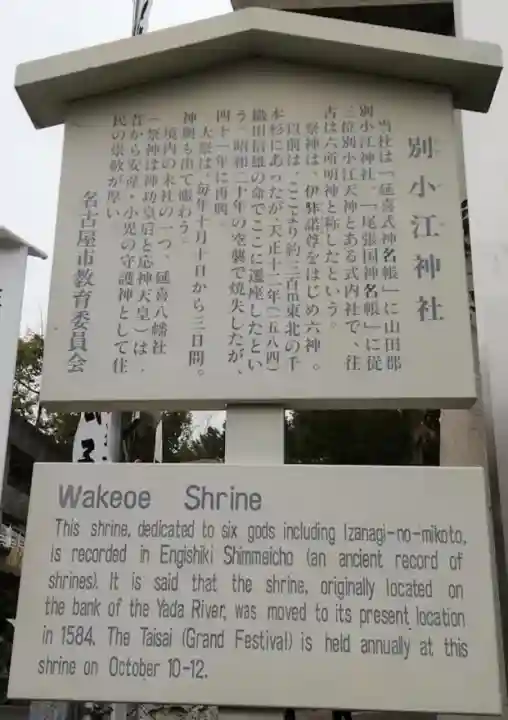 別小江神社
当社は「延喜式神名帳」に山田郡
別小江神社、「尾張国神名帳」に従
三位別小江天神とある式内社で、往
古は六所明神と称したという。
祭神は、伊弉諾尊をはじめ六神。
以前は、ここより約三百m東北の千
本杉にあったが、天正十二年(一五八四)
織田信雄の命でここに遷座したとい
う。昭和二十年の空襲で焼失したが、
四十一年に再興。
大祭は、毎年十月十日から三日間。
神輿も出て賑わう。
境内の末社の一つ、延喜八幡社
(祭神は神功皇后と応神天皇)は、
昔から安産・小児の守護神として住
民の崇敬が厚い。
名古屋市教育委員会
Wakeoe Shrine
This shrine, dedicated to six gods including Izanagi-no-mikoto,
is recorded in Engishiki Shimmeicho (an ancient record of
shrines). It is said that the shrine, originally located on
the bank of the Yada River, was moved to its present location
in 1584. The Taisai (Grand Festival) is held annually at this
shrine on October 10-12.